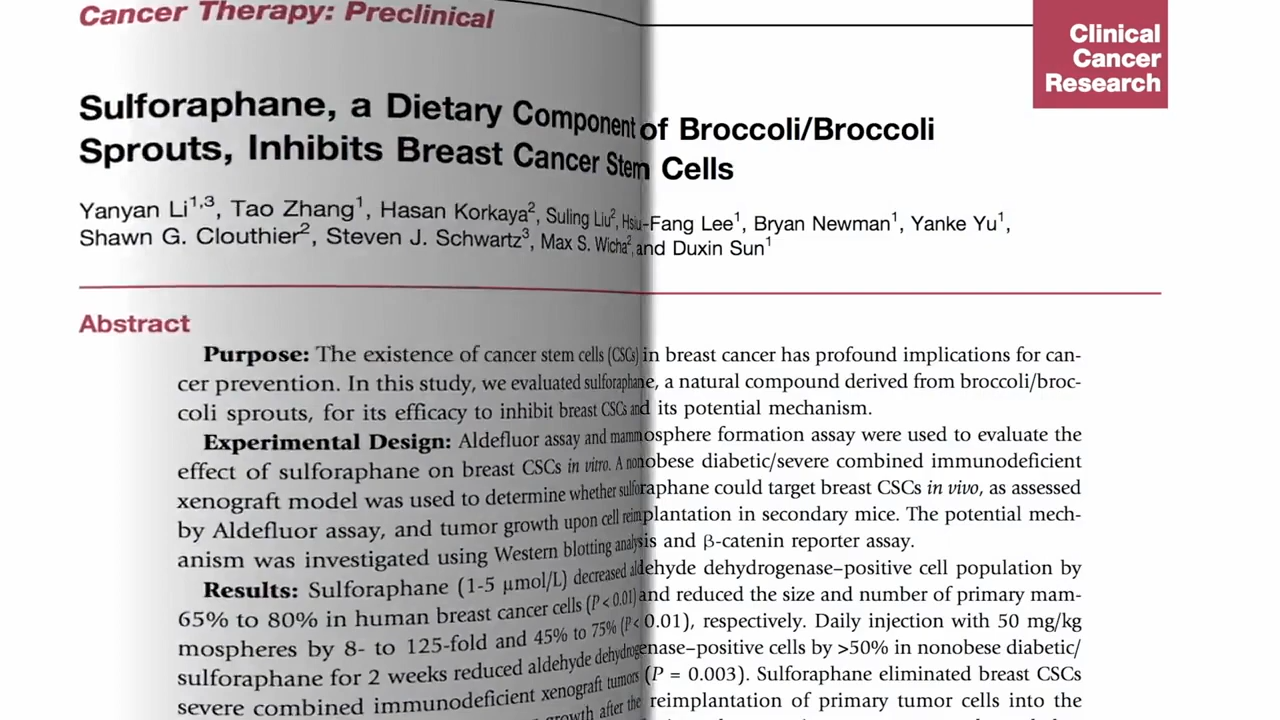 Cancer Therapy: Preclinical
Clinical
Cancer
Research
Sulforaphane, a Dietary Component of Broccoli/Broccoli
Sprouts, Inhibits Breast Cancer Stem Cells
Yanyan Li1,3, Tao Zhang1, Hasan Korkaya2, Suling Liu2, Hsiu-Fang Lee1, Bryan Newman1, Yanke Yu1,
Shawn G. Clouthier2, Steven J. Schwartz3, Max S. Wicha2, and Duxin Sun1
Abstract
Purpose: The existence of cancer stem cells (CSCs) in breast cancer has profound implications for can-
cer prevention. In this study, we evaluated sulforaphane, a natural compound derived from broccoli/broc-
coli sprouts, for its efficacy to inhibit breast CSCs and its potential mechanism.
Experimental Design: Aldefluor assay and mammosphere formation assay were used to evaluate the
effect of sulforaphane on breast CSCs in vitro. A nonobese diabetic/severe combined immunodeficient
xenograft model was used to determine whether sulforaphane could target breast CSCs in vivo, as assessed
by Aldefluor assay, and tumor growth upon cell reimplantation in secondary mice. The potential mech-
anism was investigated using Western blotting analysis and β-catenin reporter assay.
Results: Sulforaphane (1-5 μmol/L) decreased aldehyde dehydrogenase–positive cell population by
65% to 80% in human breast cancer cells (P < 0.01) and reduced the size and number of primary mam-
mospheres by 8- to 125-fold and 45% to 75% (P < 0.01), respectively. Daily injection with 50 mg/kg
sulforaphane for 2 weeks reduced aldehyde dehydrogenase–positive cells by >50% in nonobese diabetic/
severe combined immunodeficient xenograft tumors (P = 0.003). Sulforaphane eliminated breast CSCs
growth after the reimplantation of primary tumor cells into the